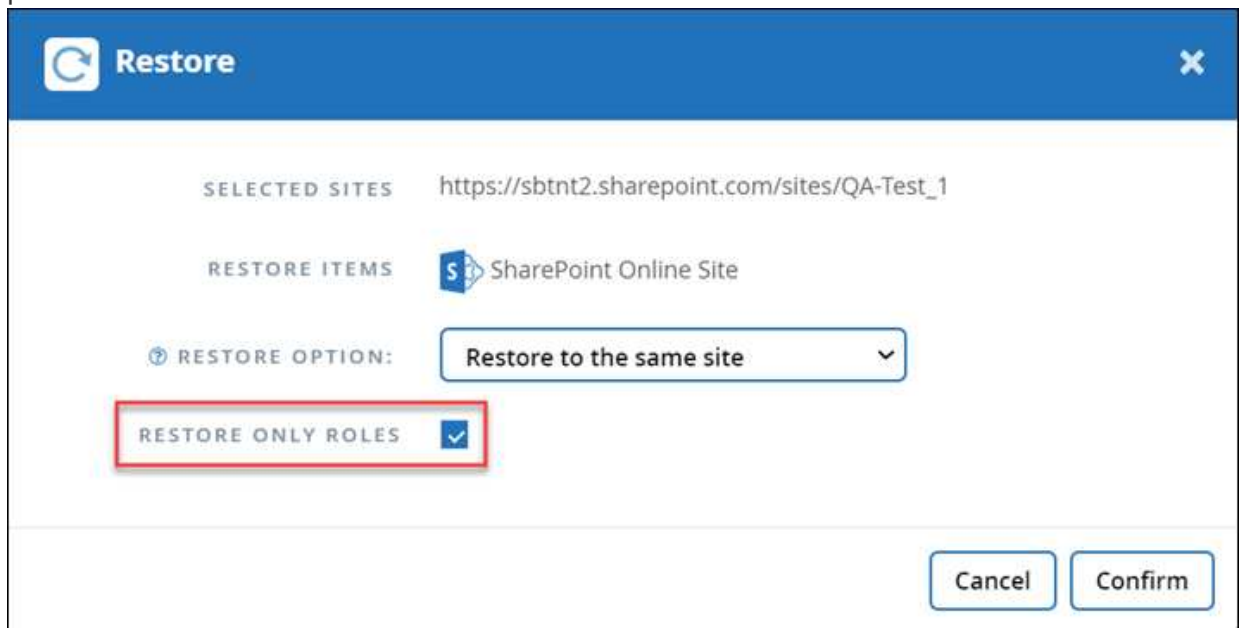 Restore
SELECTED SITES https://sbtnt2.sharepoint.com/sites/QA-Test_1
RESTORE ITEMS S SharePoint Online Site
RESTORE OPTION: Restore to the same site
RESTORE ONLY ROLES
Cancel Confirm